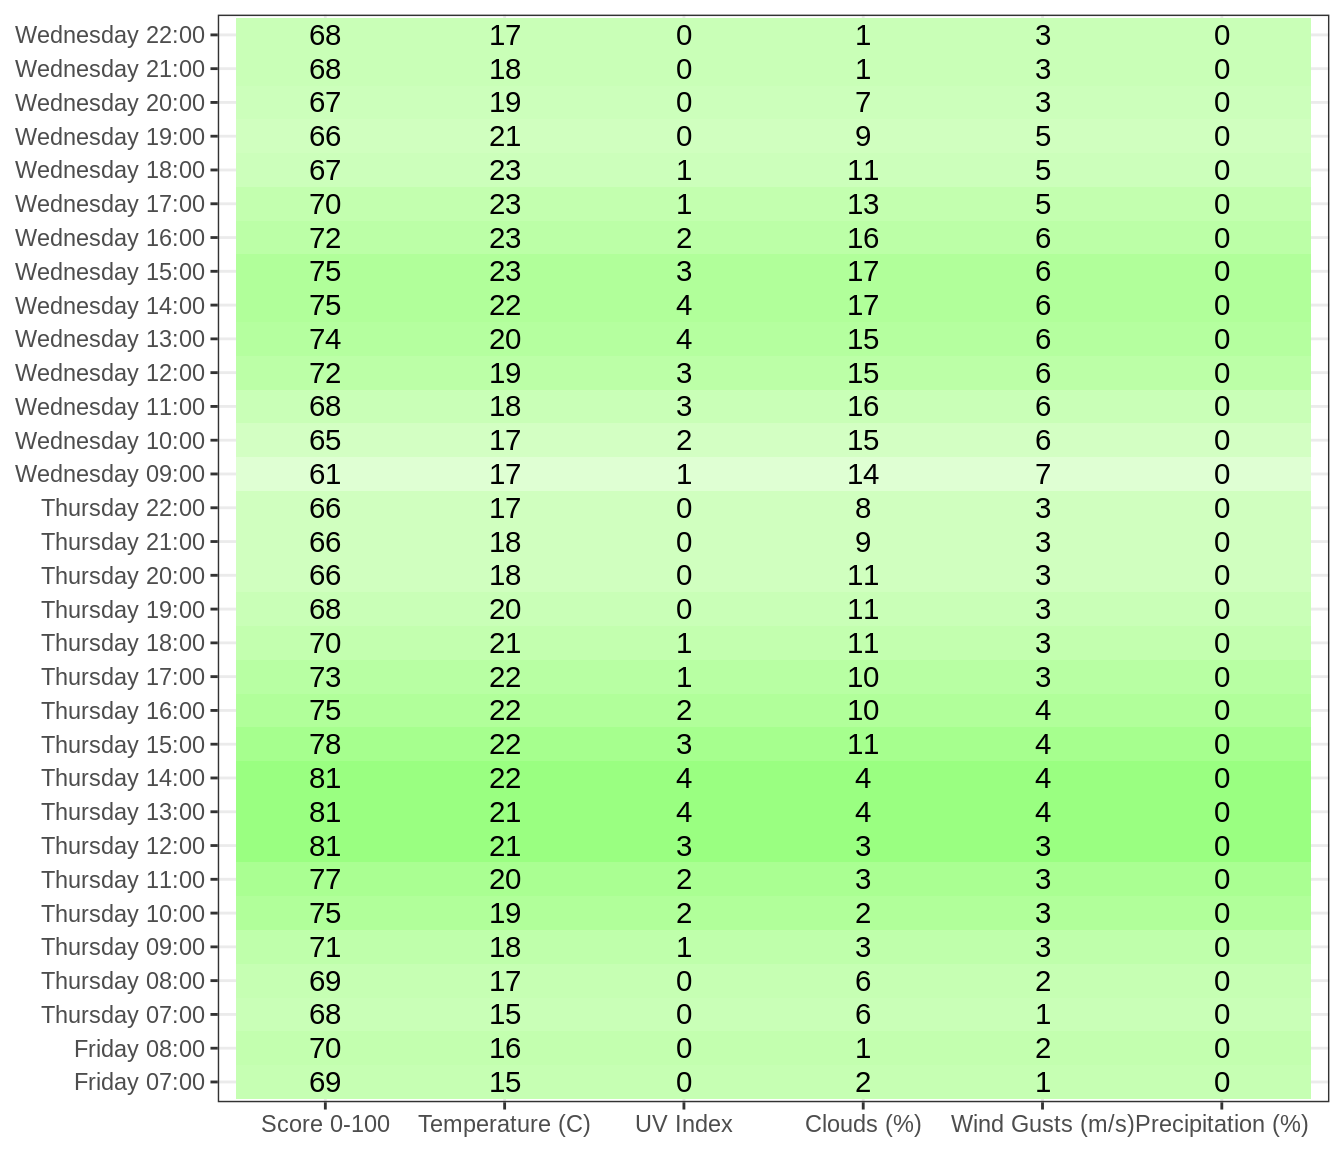 Wednesday 22:00 68 17 0 1 3 0
Wednesday 21:00 68 18 0 1 3 0
Wednesday 20:00 67 19 0 7 3 0
Wednesday 19:00 66 21 0 9 5 0
Wednesday 18:00 67 23 1 11 5 0
Wednesday 17:00 70 23 1 13 5 0
Wednesday 16:00 72 23 2 16 6 0
Wednesday 15:00 75 23 3 17 6 0
Wednesday 14:00 75 22 4 17 6 0
Wednesday 13:00 74 20 4 15 6 0
Wednesday 12:00 72 19 3 15 6 0
Wednesday 11:00 68 18 3 16 6 0
Wednesday 10:00 65 17 2 15 6 0
Wednesday 09:00 61 17 1 14 7 0
Thursday 22:00 66 17 0 8 3 0
Thursday 21:00 66 18 0 9 3 0
Thursday 20:00 66 18 0 11 3 0
Thursday 19:00 68 20 0 11 3 0
Thursday 18:00 70 21 1 11 3 0
Thursday 17:00 73 22 1 10 3 0
Thursday 16:00 75 22 2 10 4 0
Thursday 15:00 78 22 3 11 4 0
Thursday 14:00 81 22 4 4 4 0
Thursday 13:00 81 21 4 4 4 0
Thursday 12:00 81 21 3 3 3 0
Thursday 11:00 77 20 2 3 3 0
Thursday 10:00 75 19 2 2 3 0
Thursday 09:00 71 18 1 3 3 0
Thursday 08:00 69 17 0 6 2 0
Thursday 07:00 68 15 0 6 1 0
Friday 08:00 70 16 0 1 2 0
Friday 07:00 69 15 0 2 1 0
Score 0-100 Temperature (C) UV Index Clouds (%) Wind Gusts (m/s) Precipitation (%)